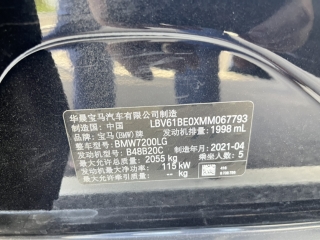 华晨宝马汽车有限公司制造
制造国: 中国 LBV61BE0XMM067793
品牌: 宝马(BMW)牌 发动机排量: 1998 mL
整车型号: BMW7200LG
发动机型号: B48B20C 制造年月: 2021-04
最大允许总质量: 2055 kg 乘坐人数: 5
发动机最大净功率: 115 kW
-- kg